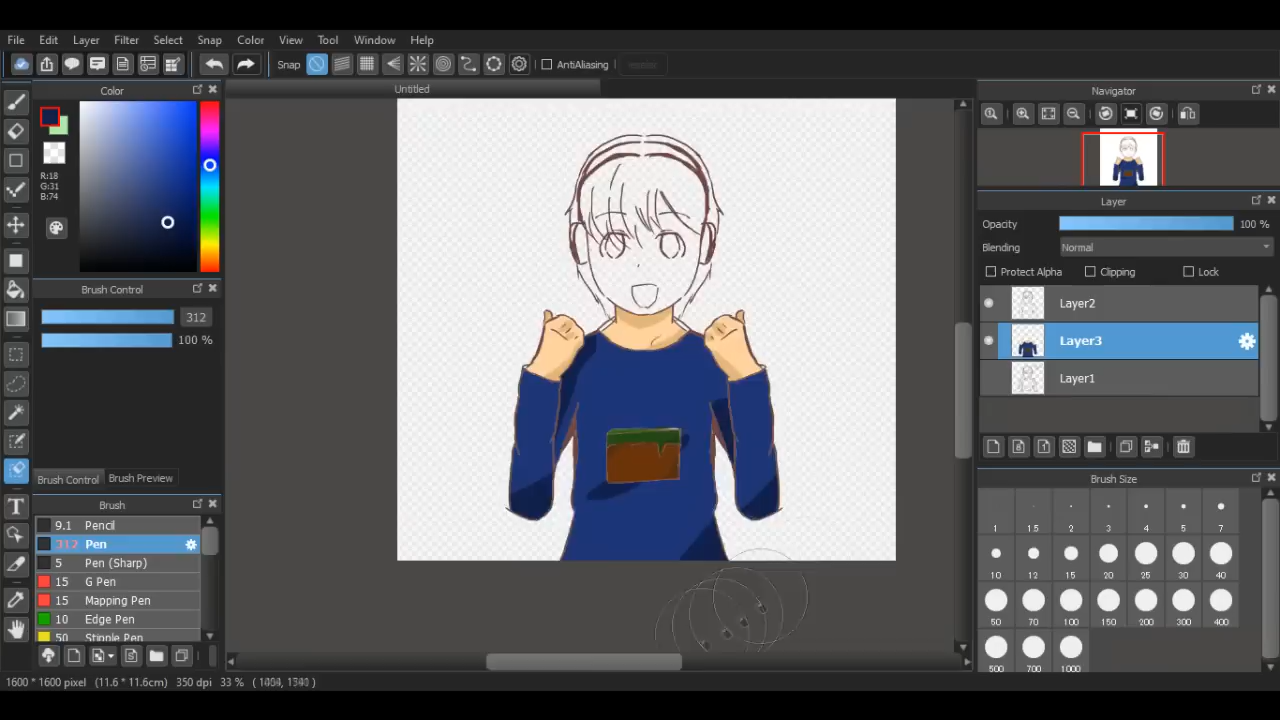 File Edit Layer Filter Select Snap Color View Tool Window Help
Snap AntiAliasing
Color
Untitled
Navigator
R:18
G:31
B:74
Layer
Opacity 100 %
Blending Normal
Protect Alpha Clipping Lock
Brush Control
312
100 %
Layer2
Layer3
Layer1
Brush Control Brush Preview
Brush
9.1 Pencil
312 Pen
5 Pen (Sharp)
15 G Pen
15 Mapping Pen
10 Edge Pen
50 Stipple Pen
Brush Size
1 1.5 2 3 4 5 7
10 12 15 20 25 30 40
50 70 100 150 200 300 400
500 700 1000
1600 * 1600 pixel (11.6 * 11.6cm) 350 dpi 33 %